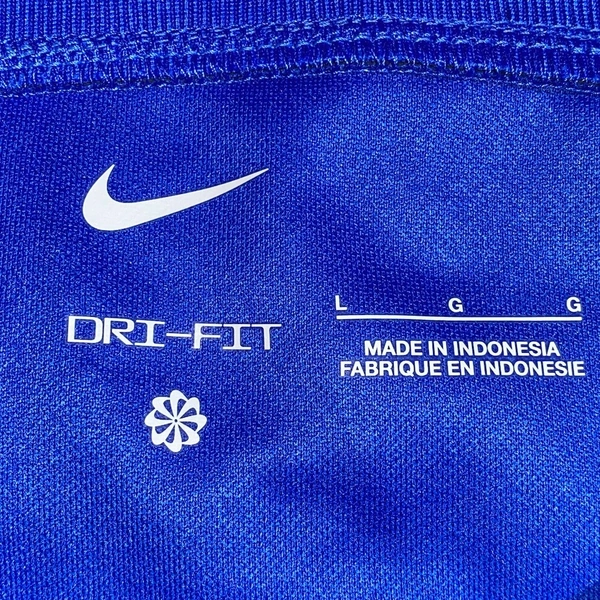 DRI-FIT
L G G
MADE IN INDONESIA
FABRIQUE EN INDONESIE